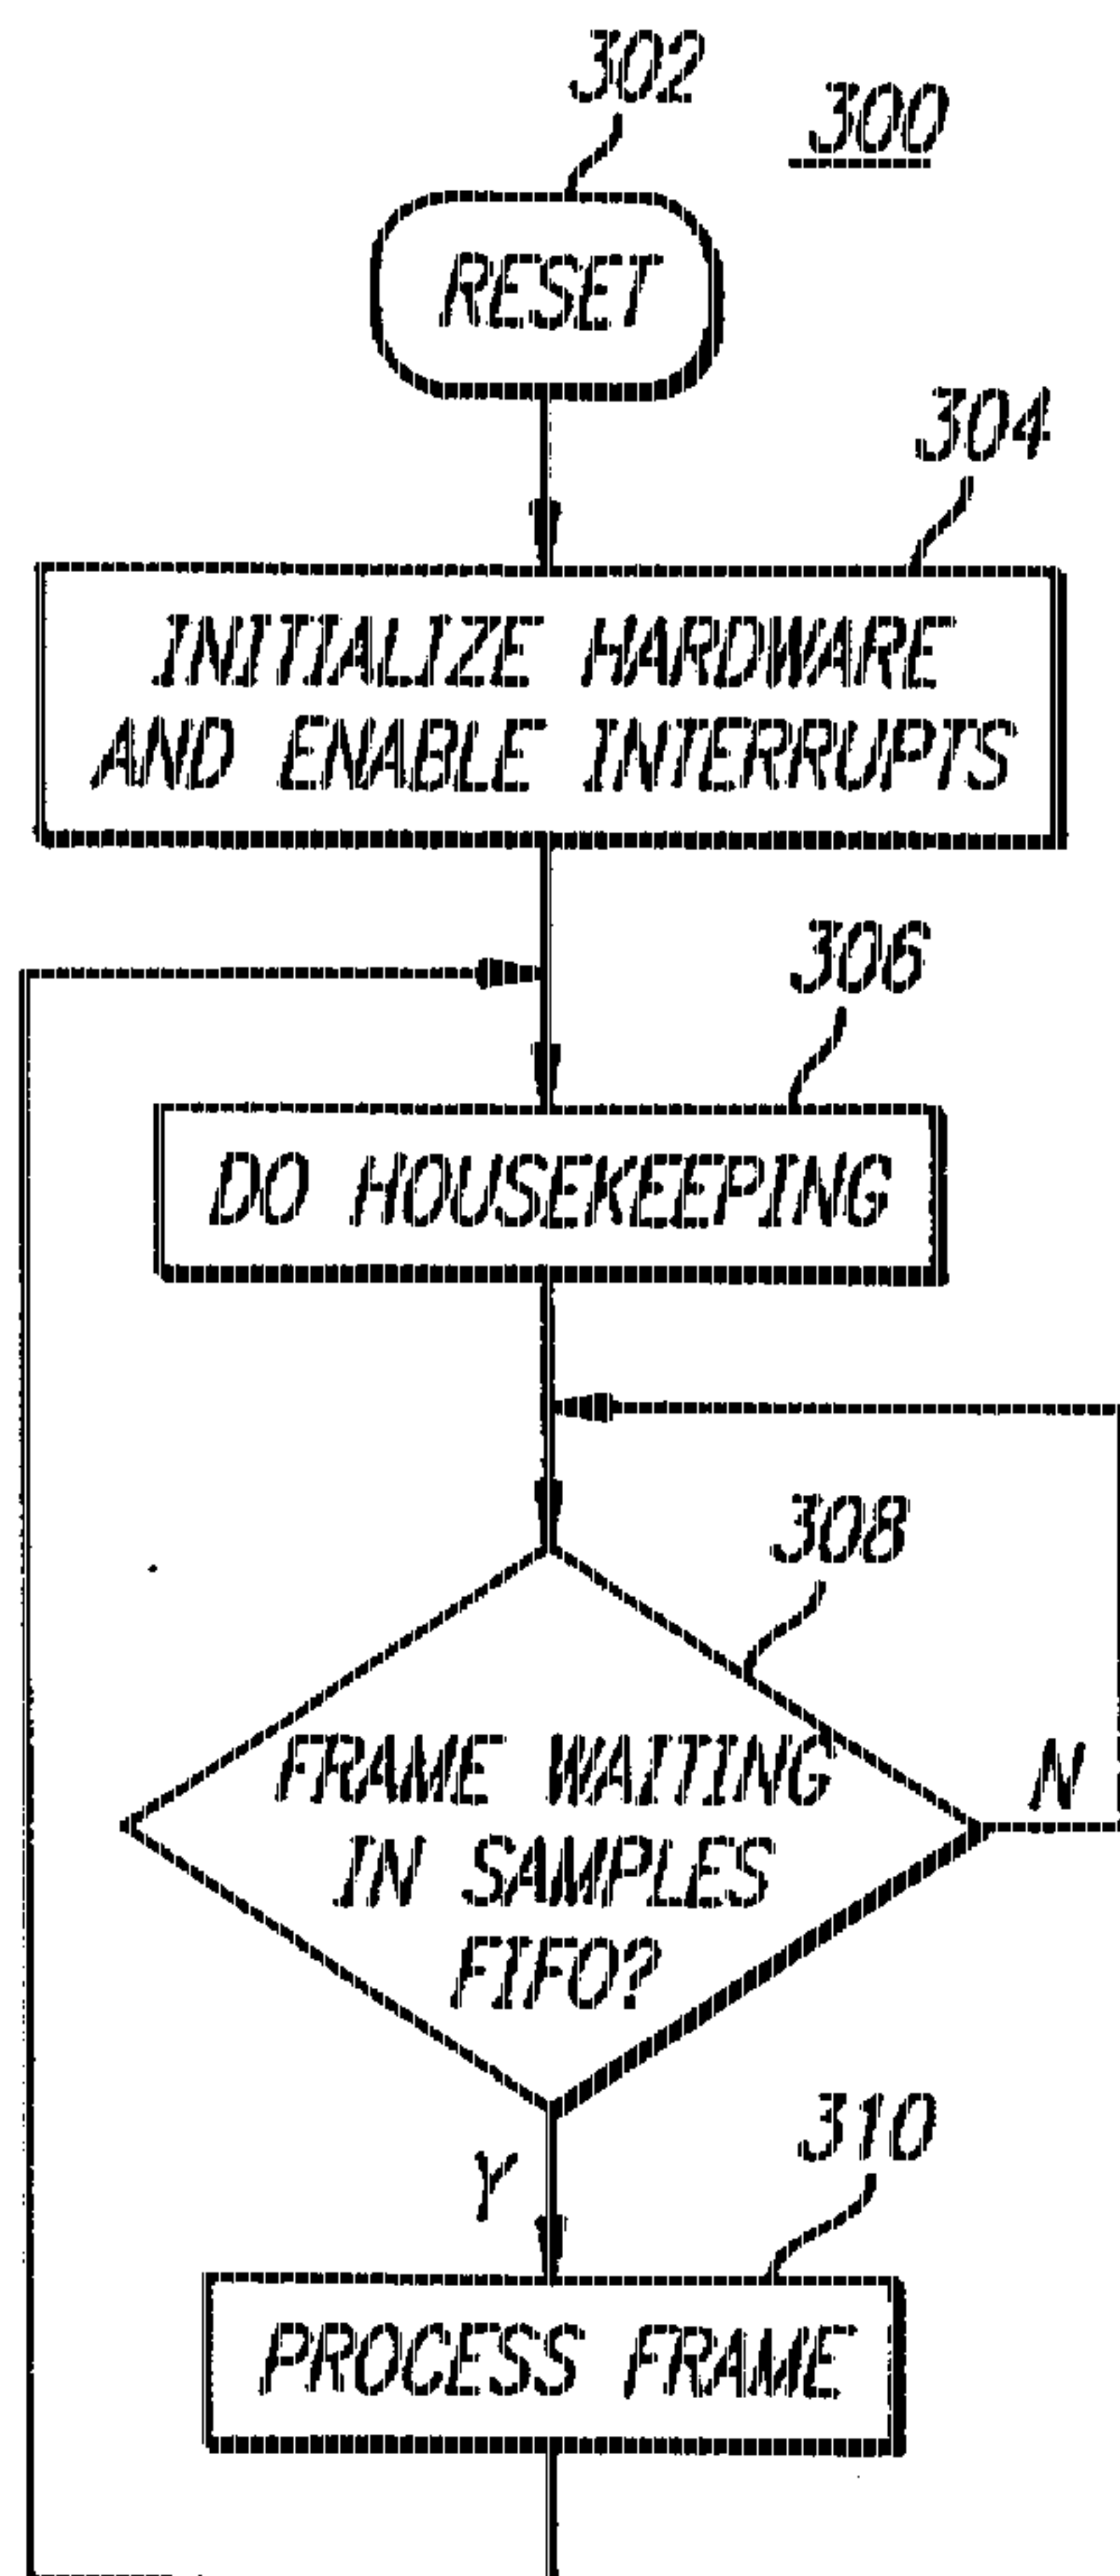 302
300
RESET
304
INITIALIZE HARDWARE
AND ENABLE INTERRUPTS
306
DO HOUSEKEEPING
308
FRAME WAITING
IN SAMPLES
FIFO?
N
Y
310
PROCESS FRAME